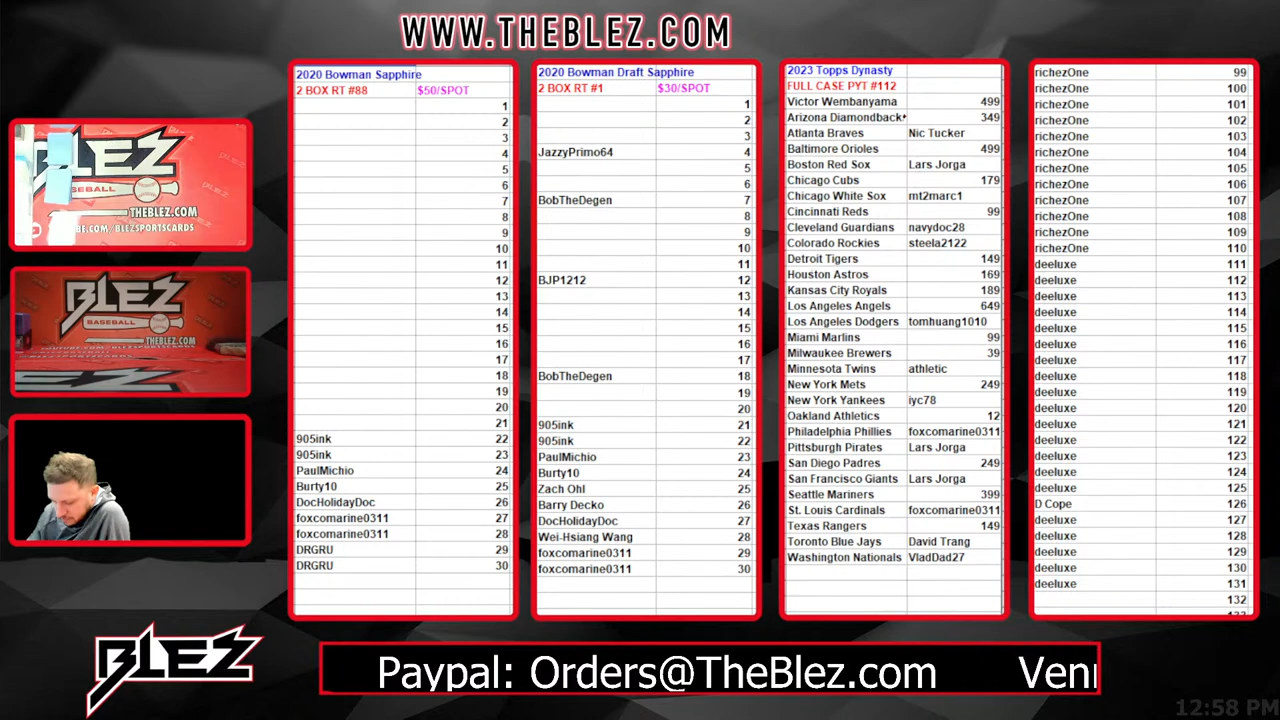 WWW.THEBLEZ.COM
BLEZ
BASEBALL
THEBLEZ.COM
BLEZ
BASEBALL
THEBLEZ.COM
2020 Bowman Sapphire
2 BOX RT #88 $50/SPOT
1
2
3
4
5
6
7
8
9
10
11
12
13
14
15
16
17
18
19
20
21
905ink 22
905ink 23
PaulMichio 24
Burty10 25
DocHolidayDoc 26
foxcomarine0311 27
foxcomarine0311 28
DRGRU 29
DRGRU 30
2020 Bowman Draft Sapphire
2 BOX RT #1 $30/SPOT
1
2
3
JazzyPrimo64 4
5
6
BobTheDegen 7
8
9
10
11
BJP1212 12
13
14
15
16
17
BobTheDegen 18
19
20
905ink 21
905ink 22
PaulMichio 23
Burty10 24
Zach Ohl 25
Barry Decko 26
DocHolidayDoc 27
Wei-Hsiang Wang 28
foxcomarine0311 29
foxcomarine0311 30
2023 Topps Dynasty
FULL CASE PYT #112
Victor Wembanyama 499
Arizona Diamondback 349
Atlanta Braves Nic Tucker
Baltimore Orioles 499
Boston Red Sox Lars Jorga
Chicago Cubs 179
Chicago White Sox mt2marc1
Cincinnati Reds 99
Cleveland Guardians navydoc28
Colorado Rockies steela2122
Detroit Tigers 149
Houston Astros 169
Kansas City Royals 189
Los Angeles Angels 649
Los Angeles Dodgers tomhuang1010
Miami Marlins 99
Milwaukee Brewers 39
Minnesota Twins athletic
New York Mets 249
New York Yankees iyc78
Oakland Athletics 12
Philadelphia Phillies foxcomarine0311
Pittsburgh Pirates Lars Jorga
San Diego Padres 249
San Francisco Giants Lars Jorga
Seattle Mariners 399
St. Louis Cardinals foxcomarine0311
Texas Rangers 149
Toronto Blue Jays David Trang
Washington Nationals VladDad27
richezOne 99
richezOne 100
richezOne 101
richezOne 102
richezOne 103
richezOne 104
richezOne 105
richezOne 106
richezOne 107
richezOne 108
richezOne 109
richezOne 110
deeluxe 111
deeluxe 112
deeluxe 113
deeluxe 114
deeluxe 115
deeluxe 116
deeluxe 117
deeluxe 118
deeluxe 119
deeluxe 120
deeluxe 121
deeluxe 122
deeluxe 123
deeluxe 124
deeluxe 125
D Cope 126
deeluxe 127
deeluxe 128
deeluxe 129
deeluxe 130
deeluxe 131
132
BLEZ
Paypal: Orders@TheBlez.com Ven
12:58 PM